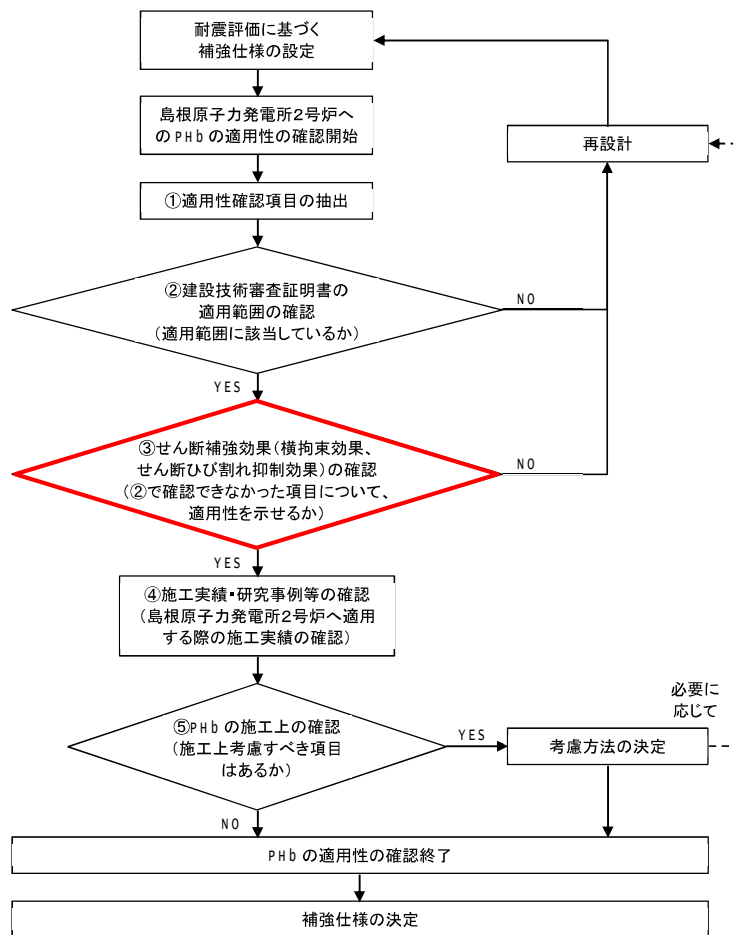 耐震評価に基づく
補強仕様の設定
島根原子力発電所2号炉へ
のPHbの適用性の確認開始
再設計
①適用性確認項目の抽出
②建設技術審査証明書の
適用範囲の確認
(適用範囲に該当しているか)
NO
YES
③せん断補強効果(横拘束効果、
せん断ひび割れ抑制効果)の確認
(②で確認できなかった項目について、
適用性を示せるか)
NO
YES
④施工実績・研究事例等の確認
(島根原子力発電所2号炉へ適用
する際の施工実績の確認)
必要に
応じて
⑤PHbの施工上の確認
(施工上考慮すべき項目
はあるか)
YES
考慮方法の決定
NO
PHbの適用性の確認終了
補強仕様の決定